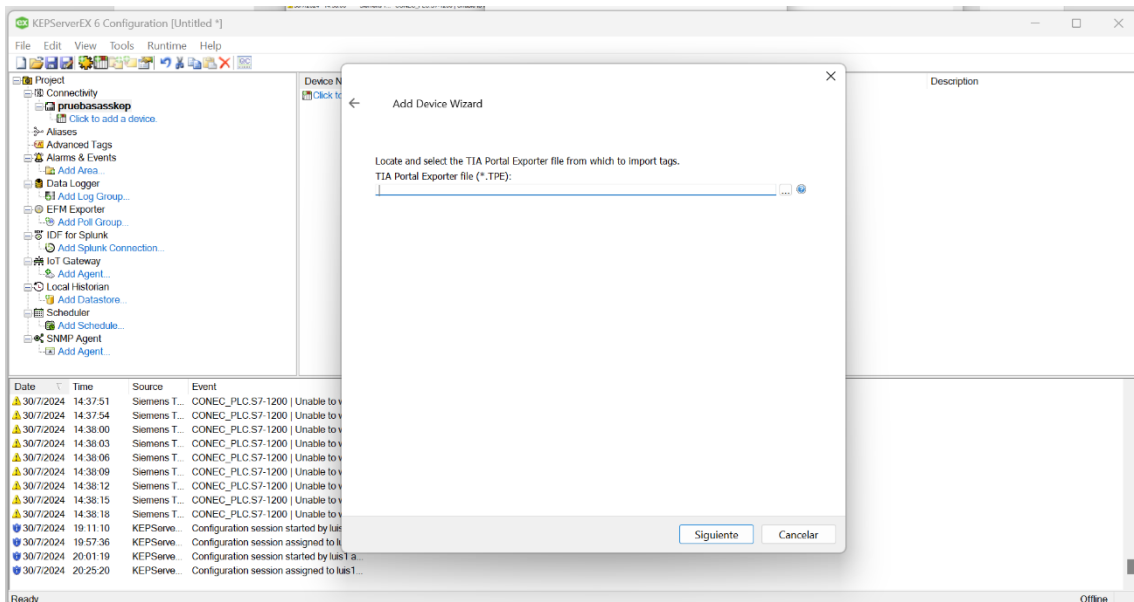 KEPServerEX 6 Configuration [Untitled *]
File Edit View Tools Runtime Help
Project
Connectivity
pruebasasskep
Click to add a device.
Aliases
Advanced Tags
Alarms & Events
Add Area...
Data Logger
Add Log Group...
EFM Exporter
Add Poll Group...
IDF for Splunk
Add Splunk Connection...
IoT Gateway
Add Agent...
Local Historian
Add Datastore...
Scheduler
Add Schedule...
SNMP Agent
Add Agent...
Device N
Click to
Description
Add Device Wizard
Locate and select the TIA Portal Exporter file from which to import tags.
TIA Portal Exporter file (*.TPE):
...
Siguiente Cancelar
Date Time Source Event
30/7/2024 14:37:51 Siemens T... CONEC_PLC.S7-1200 | Unable to w
30/7/2024 14:37:54 Siemens T... CONEC_PLC.S7-1200 | Unable to w
30/7/2024 14:38:00 Siemens T... CONEC_PLC.S7-1200 | Unable to w
30/7/2024 14:38:03 Siemens T... CONEC_PLC.S7-1200 | Unable to w
30/7/2024 14:38:06 Siemens T... CONEC_PLC.S7-1200 | Unable to w
30/7/2024 14:38:09 Siemens T... CONEC_PLC.S7-1200 | Unable to w
30/7/2024 14:38:12 Siemens T... CONEC_PLC.S7-1200 | Unable to w
30/7/2024 14:38:15 Siemens T... CONEC_PLC.S7-1200 | Unable to w
30/7/2024 14:38:18 Siemens T... CONEC_PLC.S7-1200 | Unable to w
30/7/2024 19:11:10 KEPServe... Configuration session started by luis
30/7/2024 19:57:36 KEPServe... Configuration session assigned to lu
30/7/2024 20:01:19 KEPServe... Configuration session started by luis1 a...
30/7/2024 20:25:20 KEPServe... Configuration session assigned to luis1...
Ready
Offline